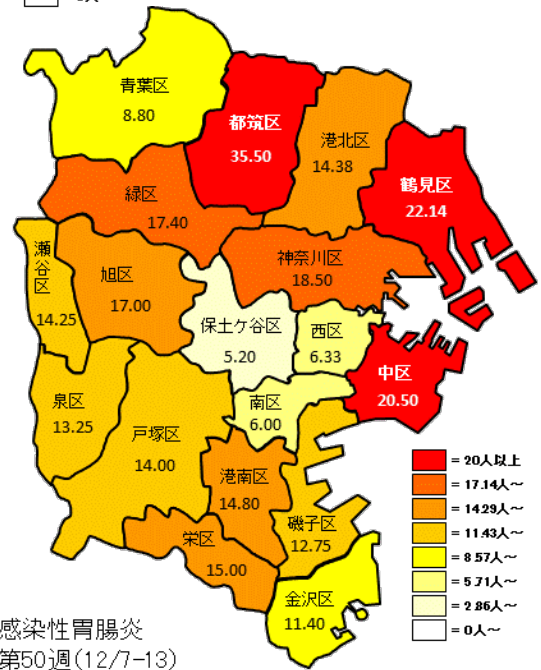 青葉区
8.80
都筑区
35.50
港北区
14.38
鶴見区
22.14
緑区
17.40
神奈川区
18.50
瀬谷区
14.25
旭区
17.00
保土ケ谷区
5.20
西区
6.33
中区
20.50
泉区
13.25
戸塚区
14.00
南区
6.00
港南区
14.80
磯子区
12.75
栄区
15.00
金沢区
11.40
= 20人以上
= 17.14人～
= 14.29人～
= 11.43人～
= 8.57人～
= 5.71人～
= 2.86人～
= 0人～
感染性胃腸炎
第50週(12/7-13)